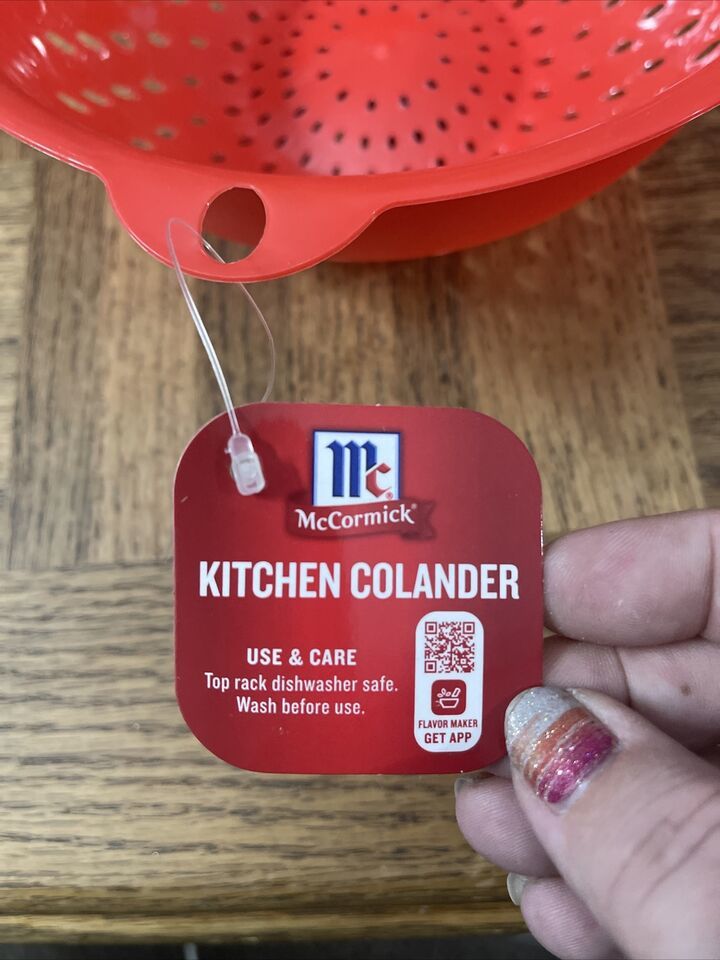 Mc®
McCormick®
KITCHEN COLANDER
USE & CARE
Top rack dishwasher safe.
Wash before use.
FLAVOR MAKER
GET APP